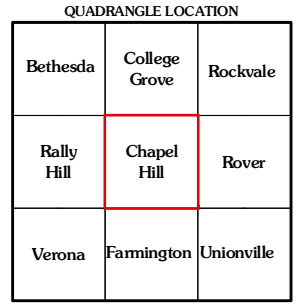 QUADRANGLE LOCATION
Bethesda
College
Grove
Rockvale
Rally
Hill
Chapel
Hill
Rover
Verona
Farmington
Unionville